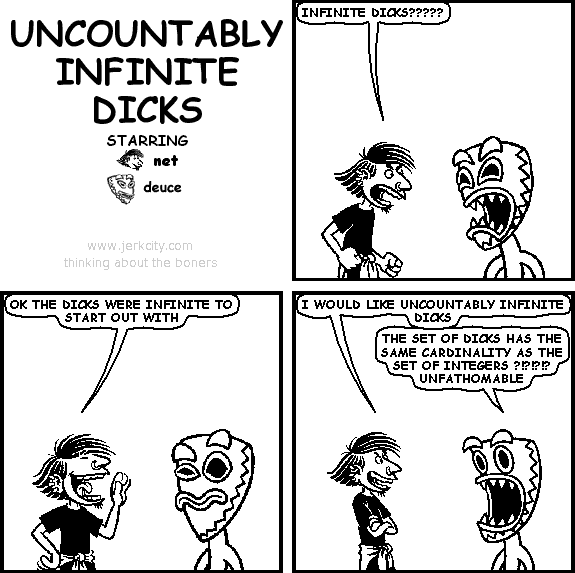 UNCOUNTABLY
INFINITE
DICKS
STARRING
net
deuce
www.jerkcity.com
thinking about the boners
INFINITE DICKS?????
OK THE DICKS WERE INFINITE TO
START OUT WITH
I WOULD LIKE UNCOUNTABLY INFINITE
DICKS
THE SET OF DICKS HAS THE
SAME CARDINALITY AS THE
SET OF INTEGERS ?!?!?!?
UNFATHOMABLE